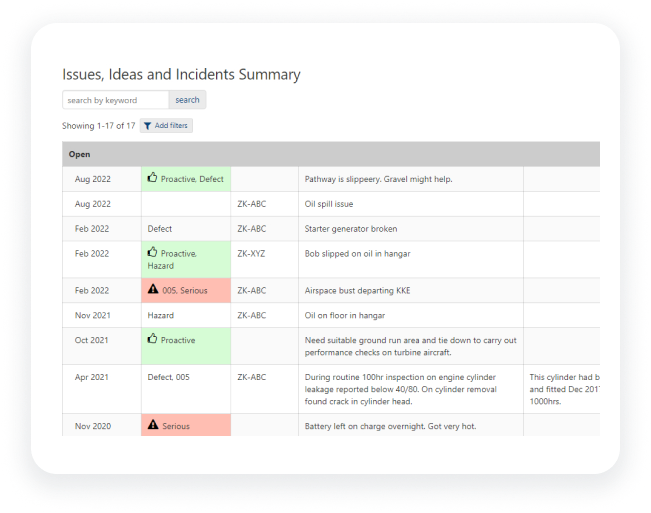 Issues, Ideas and Incidents Summary
search by keyword search
Showing 1-17 of 17 Add filters
Open
Aug 2022 Proactive, Defect Pathway is slippeery. Gravel might help.
Aug 2022 ZK-ABC Oil spill issue
Feb 2022 Defect ZK-ABC Starter generator broken
Feb 2022 Proactive, ZK-XYZ Bob slipped on oil in hangar
Hazard
Feb 2022 005, Serious ZK-ABC Airspace bust departing KKE
Nov 2021 Hazard ZK-ABC Oil on floor in hangar
Oct 2021 Proactive Need suitable ground run area and tie down to carry out
performance checks on turbine aircraft.
Apr 2021 Defect, 005 ZK-ABC During routine 100hr inspection on engine cylinder This cylinder had b
leakage reported below 40/80. On cylinder removal and fitted Dec 201
found crack in cylinder head. 1000hrs.
Nov 2020 Serious Battery left on charge overnight. Got very hot.